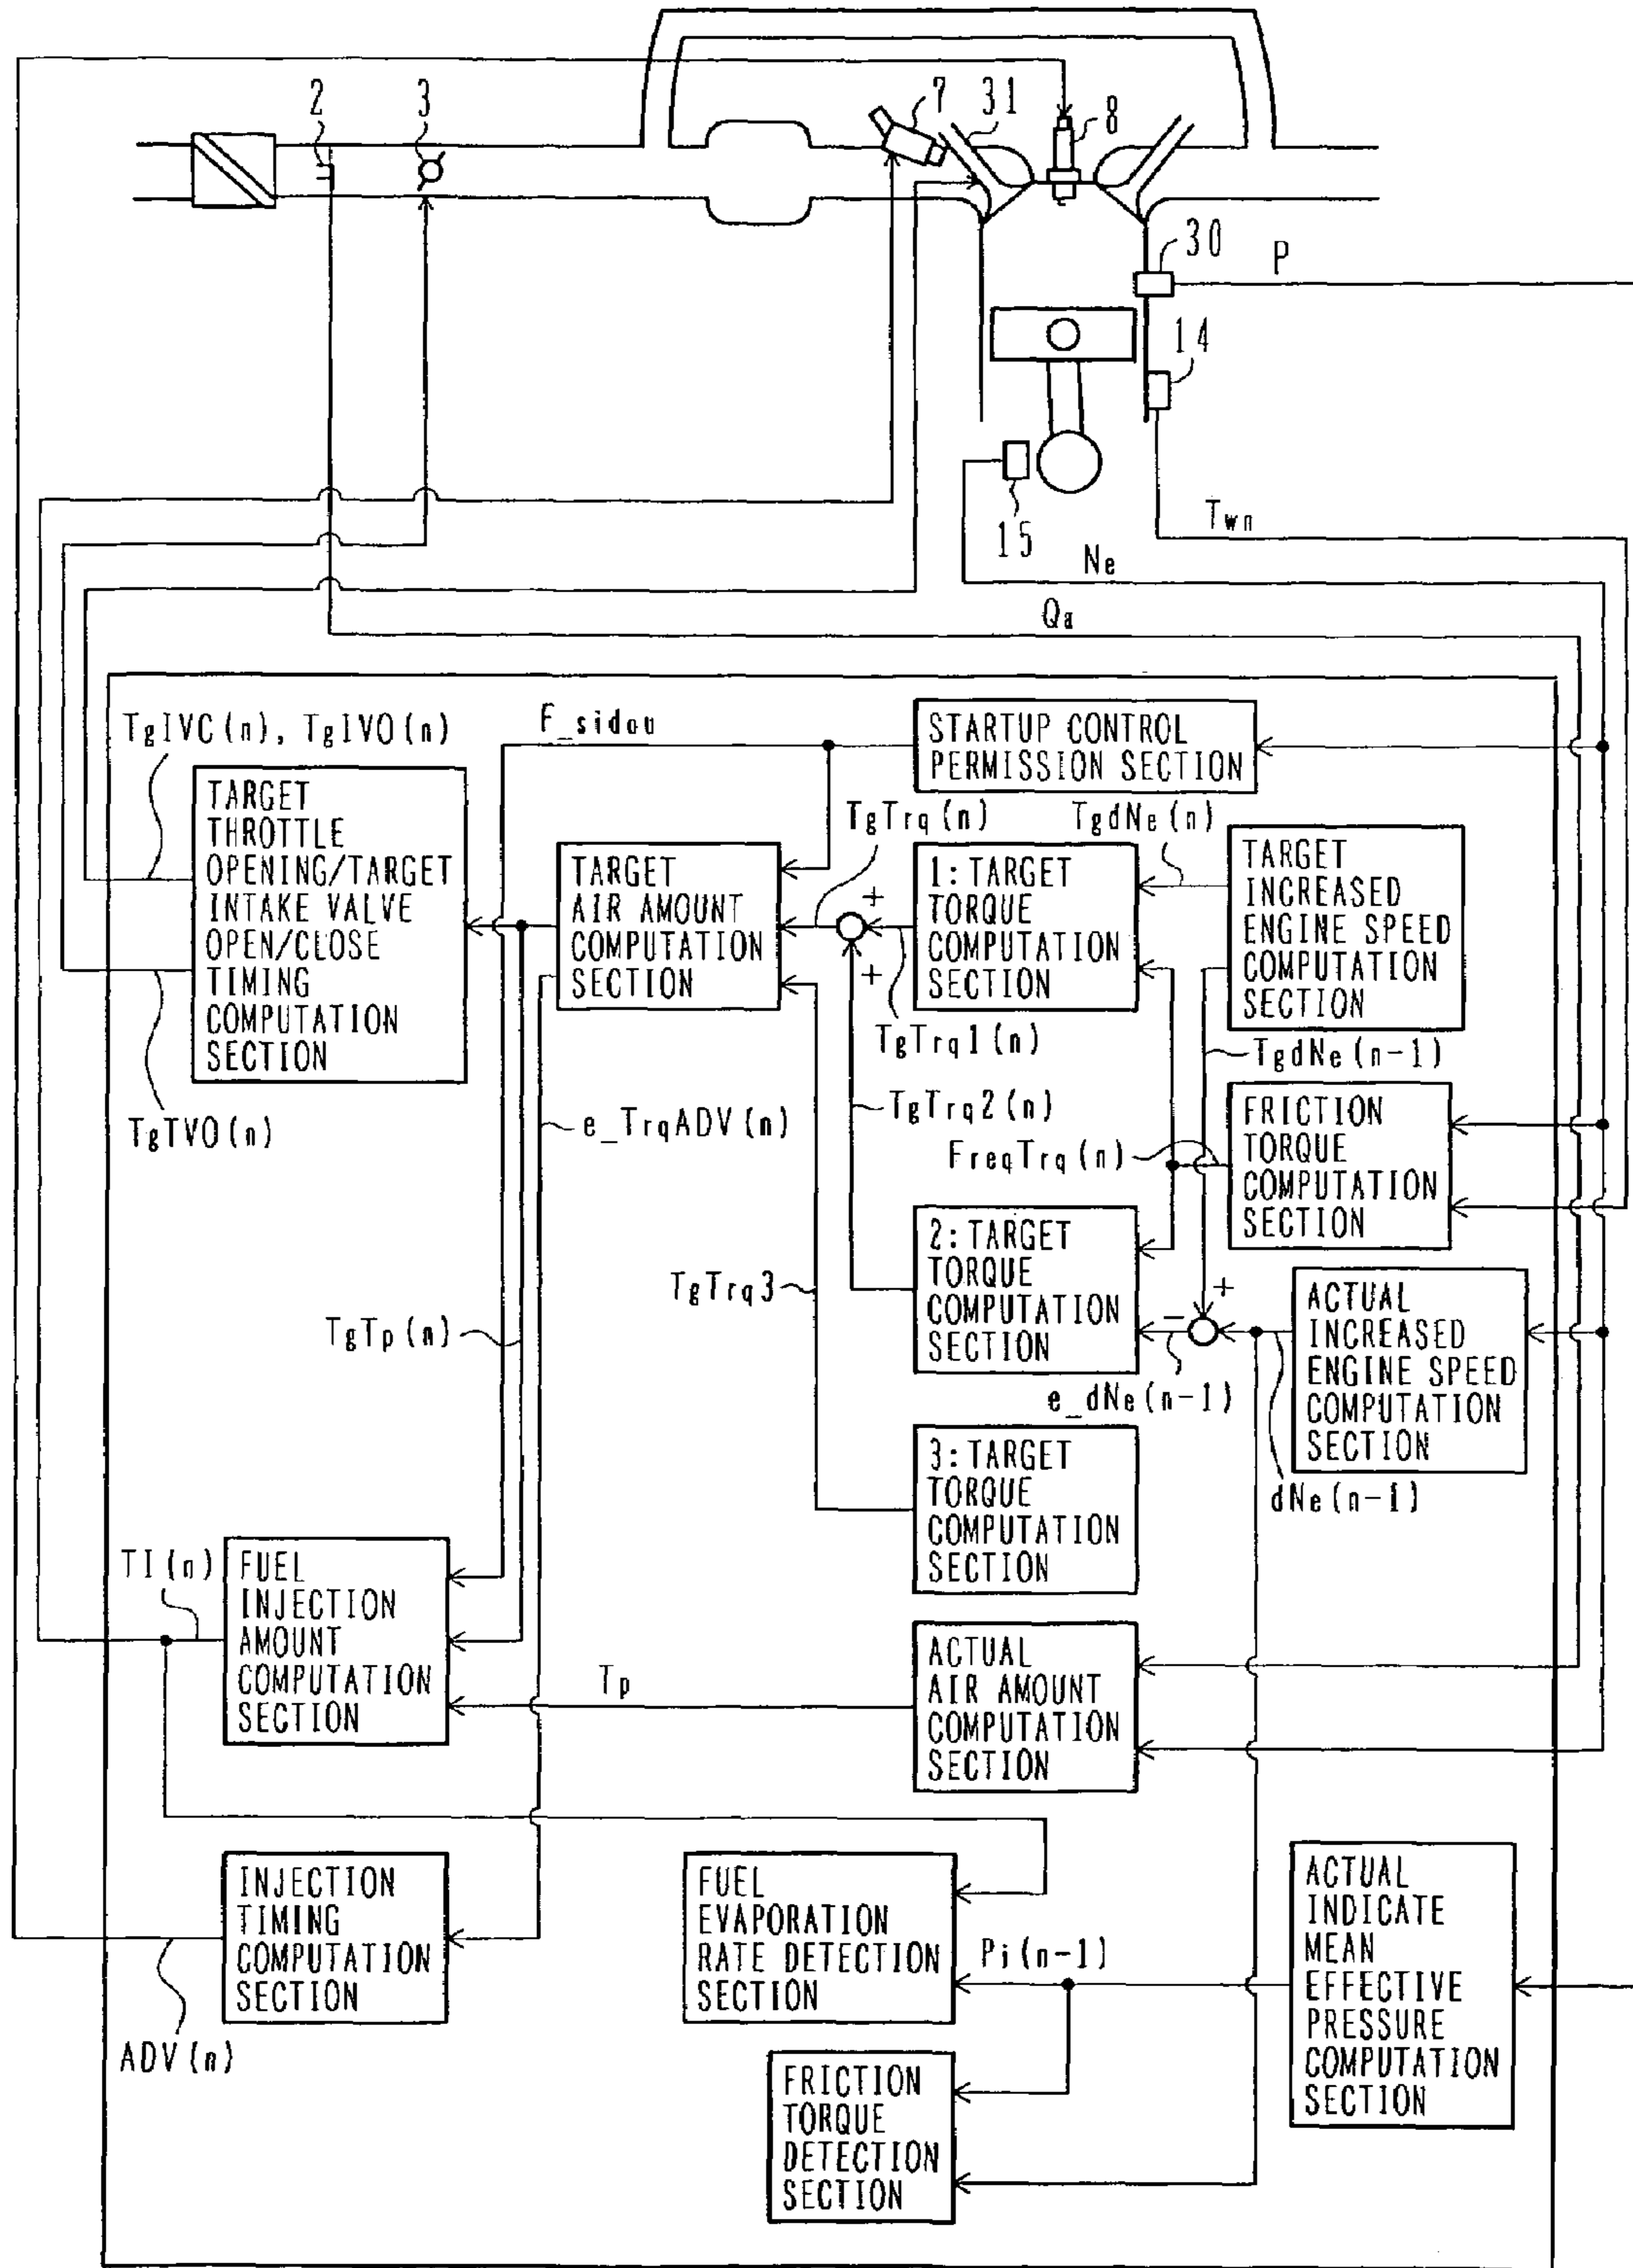 2
3
7
31
8
30
P
14
15
Twn
Ne
Qa
TgIVC(n), TgIVO(n)
F_sidou
STARTUP CONTROL
PERMISSION SECTION
TARGET
THROTTLE
OPENING/TARGET
INTAKE VALVE
OPEN/CLOSE
TIMING
COMPUTATION
SECTION
TgTrq(n)
TgdNe(n)
TARGET
AIR AMOUNT
COMPUTATION
SECTION
+
+
1:TARGET
TORQUE
COMPUTATION
SECTION
TARGET
INCREASED
ENGINE SPEED
COMPUTATION
SECTION
TgTrq1(n)
TgdNe(n-1)
TgTVO(n)
e_TrqADV(n)
TgTrq2(n)
FreqTrq(n)
FRICTION
TORQUE
COMPUTATION
SECTION
2:TARGET
TORQUE
COMPUTATION
SECTION
TgTrq3
+
-
TgTp(n)
e_dNe(n-1)
ACTUAL
INCREASED
ENGINE SPEED
COMPUTATION
SECTION
dNe(n-1)
3:TARGET
TORQUE
COMPUTATION
SECTION
TI(n)
FUEL
INJECTION
AMOUNT
COMPUTATION
SECTION
Tp
ACTUAL
AIR AMOUNT
COMPUTATION
SECTION
INJECTION
TIMING
COMPUTATION
SECTION
ADV(n)
FUEL
EVAPORATION
RATE DETECTION
SECTION
Pi(n-1)
ACTUAL
INDICATE
MEAN
EFFECTIVE
PRESSURE
COMPUTATION
SECTION
FRICTION
TORQUE
DETECTION
SECTION